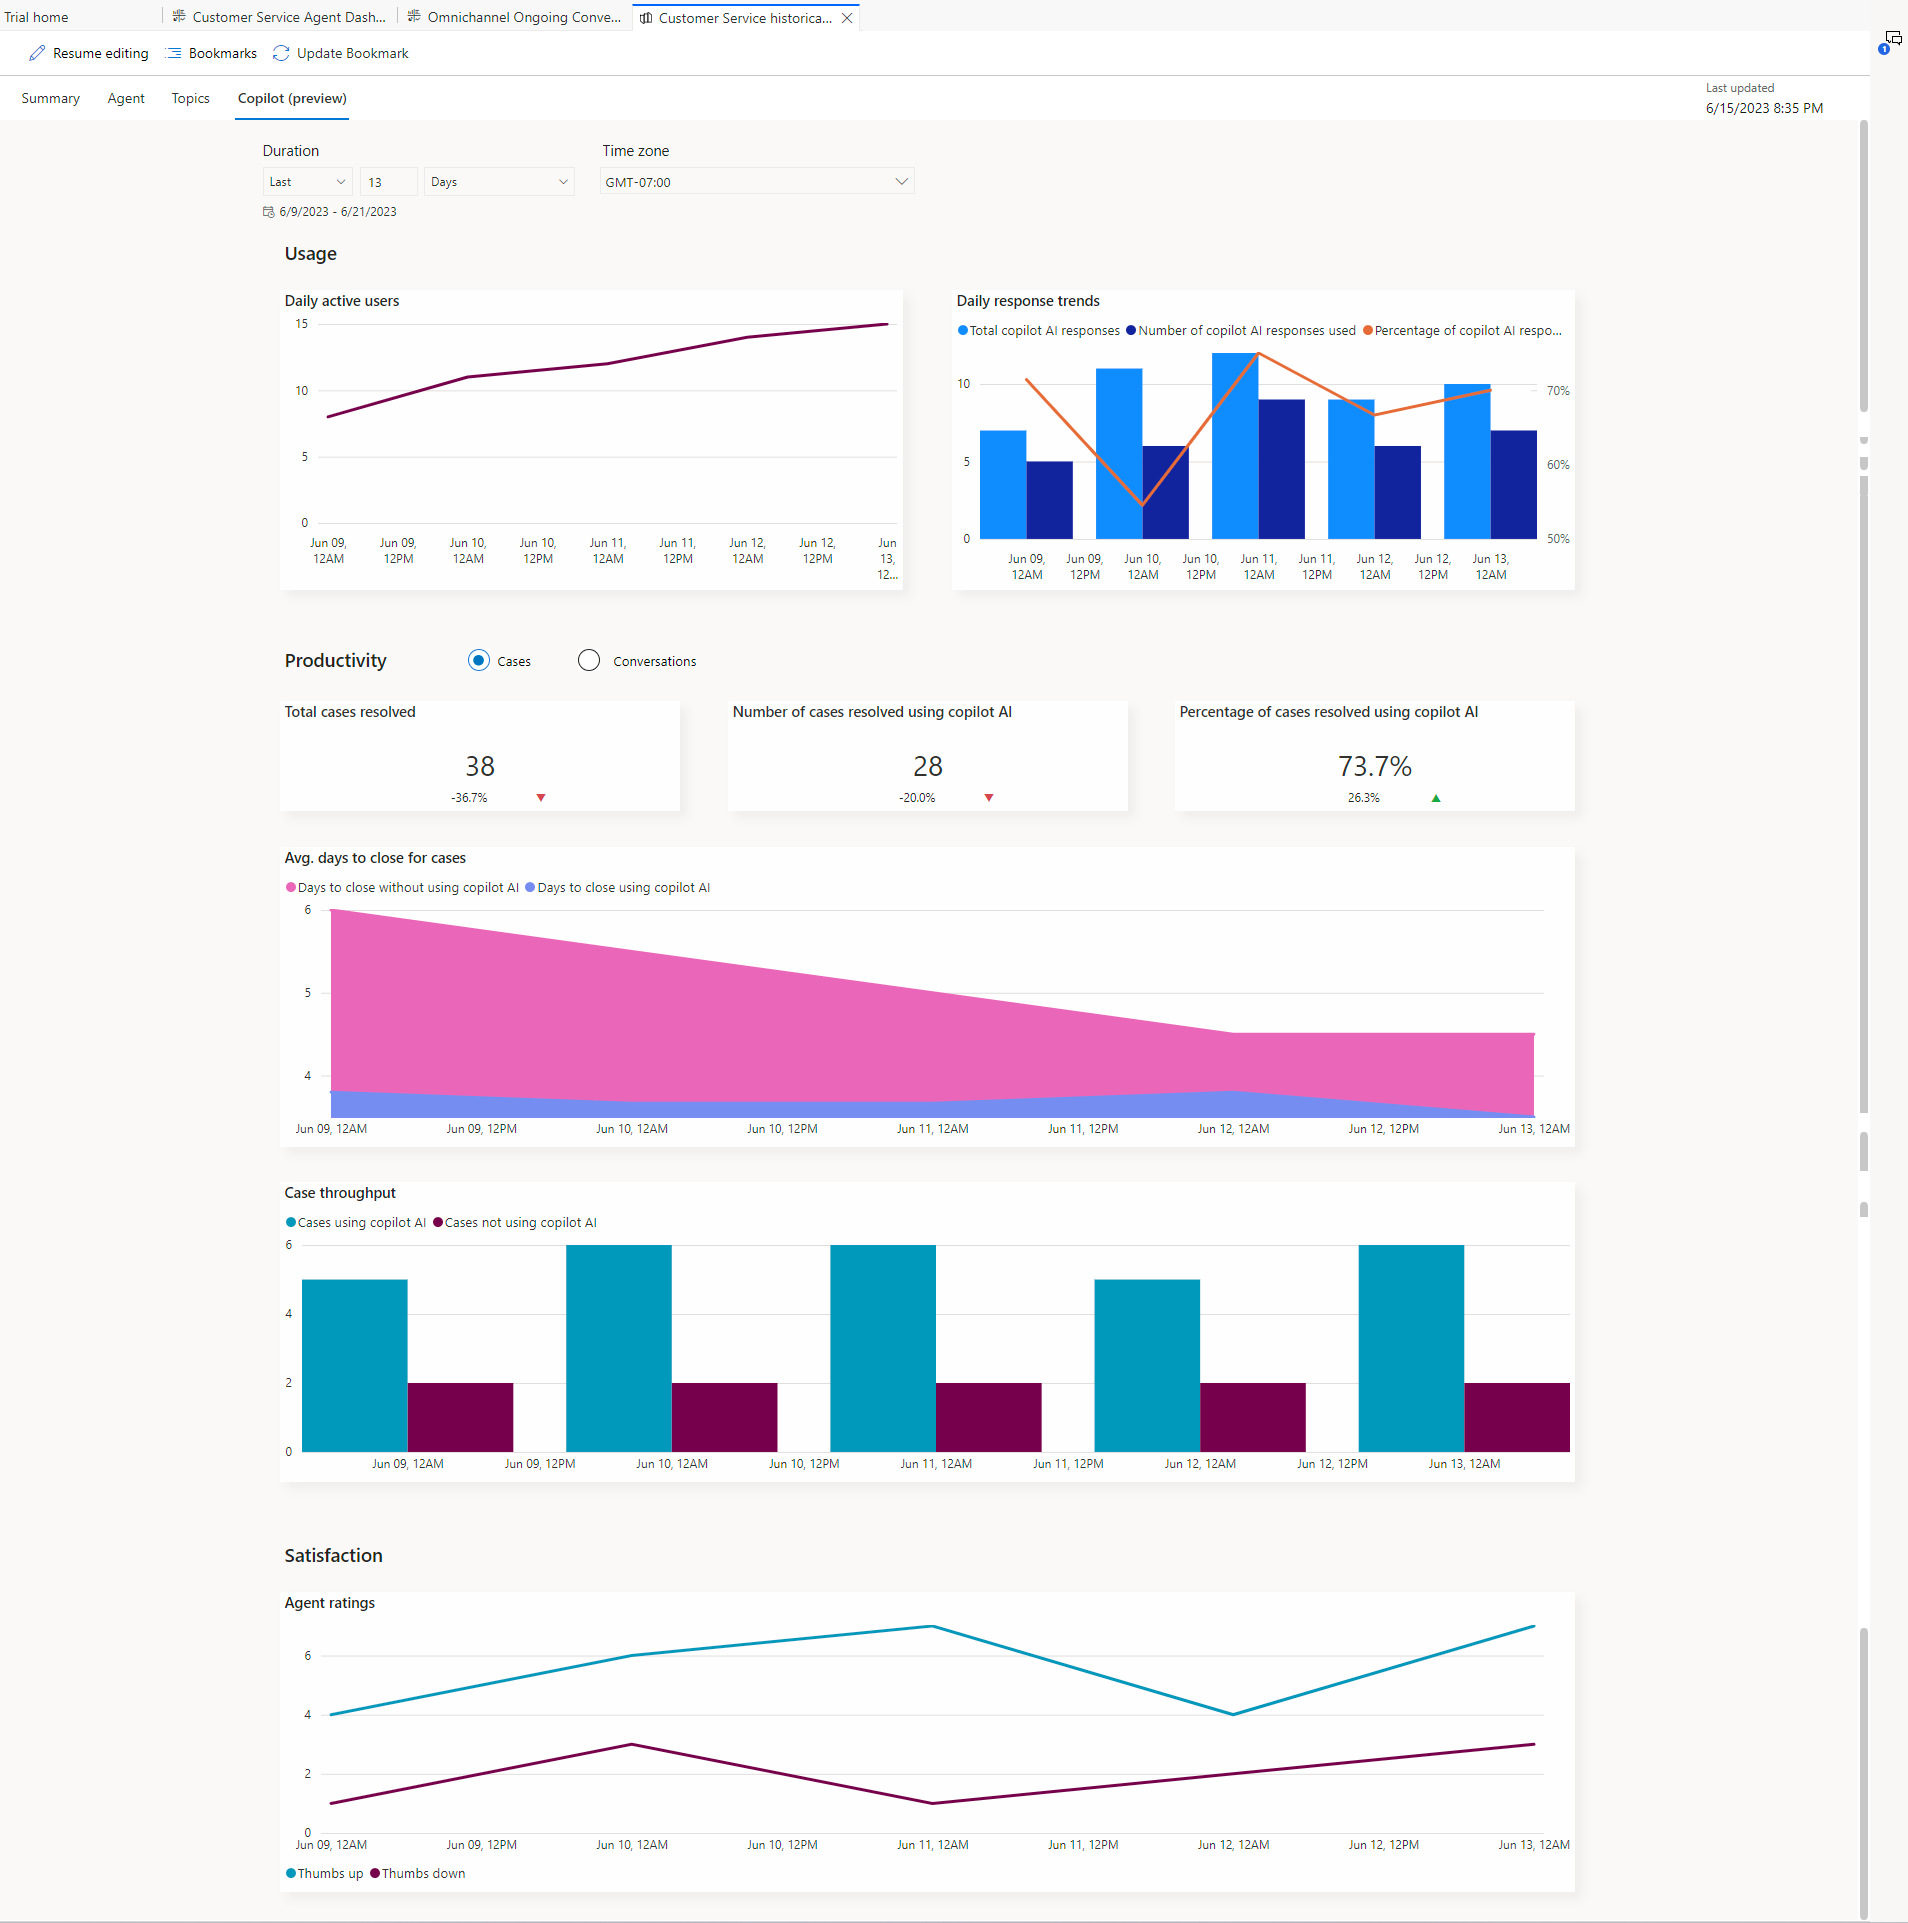 Trial home
Customer Service Agent Dash...
Omnichannel Ongoing Conve...
Customer Service historica...
Resume editing
Bookmarks
Update Bookmark
1
Summary
Agent
Topics
Copilot (preview)
Last updated
6/15/2023 8:35 PM
Duration
Time zone
Last
13
Days
GMT-07:00
6/9/2023 - 6/21/2023
Usage
Daily active users
15
10
5
0
Jun 09, 12AM
Jun 09, 12PM
Jun 10, 12AM
Jun 10, 12PM
Jun 11, 12AM
Jun 11, 12PM
Jun 12, 12AM
Jun 12, 12PM
Jun 13, 12...
Daily response trends
Total copilot AI responses
Number of copilot AI responses used
Percentage of copilot AI respo...
10
5
0
70%
60%
50%
Jun 09, 12AM
Jun 09, 12PM
Jun 10, 12AM
Jun 10, 12PM
Jun 11, 12AM
Jun 11, 12PM
Jun 12, 12AM
Jun 12, 12PM
Jun 13, 12AM
Productivity
Cases
Conversations
Total cases resolved
38
-36.7%
Number of cases resolved using copilot AI
28
-20.0%
Percentage of cases resolved using copilot AI
73.7%
26.3%
Avg. days to close for cases
Days to close without using copilot AI
Days to close using copilot AI
6
5
4
Jun 09, 12AM
Jun 09, 12PM
Jun 10, 12AM
Jun 10, 12PM
Jun 11, 12AM
Jun 11, 12PM
Jun 12, 12AM
Jun 12, 12PM
Jun 13, 12AM
Case throughput
Cases using copilot AI
Cases not using copilot AI
6
4
2
0
Jun 09, 12AM
Jun 09, 12PM
Jun 10, 12AM
Jun 10, 12PM
Jun 11, 12AM
Jun 11, 12PM
Jun 12, 12AM
Jun 12, 12PM
Jun 13, 12AM
Satisfaction
Agent ratings
6
4
2
0
Jun 09, 12AM
Jun 09, 12PM
Jun 10, 12AM
Jun 10, 12PM
Jun 11, 12AM
Jun 11, 12PM
Jun 12, 12AM
Jun 12, 12PM
Jun 13, 12AM
Thumbs up
Thumbs down